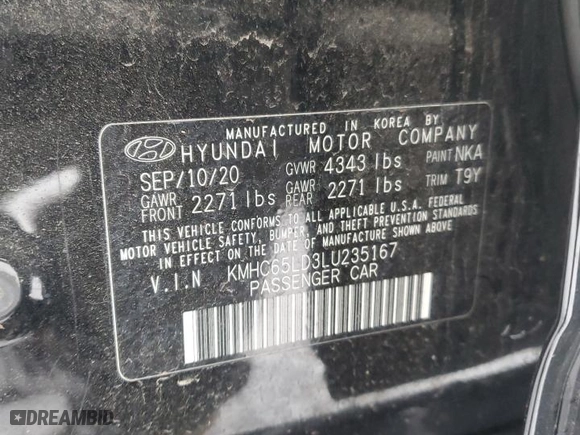 MANUFACTURED IN KOREA BY
HYUNDAI MOTOR COMPANY
SEP/10/20 GVWR 4343 lbs PAINT NKA
GAWR FRONT 2271 lbs GAWR REAR 2271 lbs TRIM T9Y
THIS VEHICLE CONFORMS TO ALL APPLICABLE U.S.A. FEDERAL
MOTOR VEHICLE SAFETY, BUMPER, AND THEFT PREVENTION STANDARDS
IN EFFECT ON THE DATE OF MANUFACTURE SHOWN ABOVE.
V.I.N KMHC65LD3LU235167
PASSENGER CAR
DREAMBID